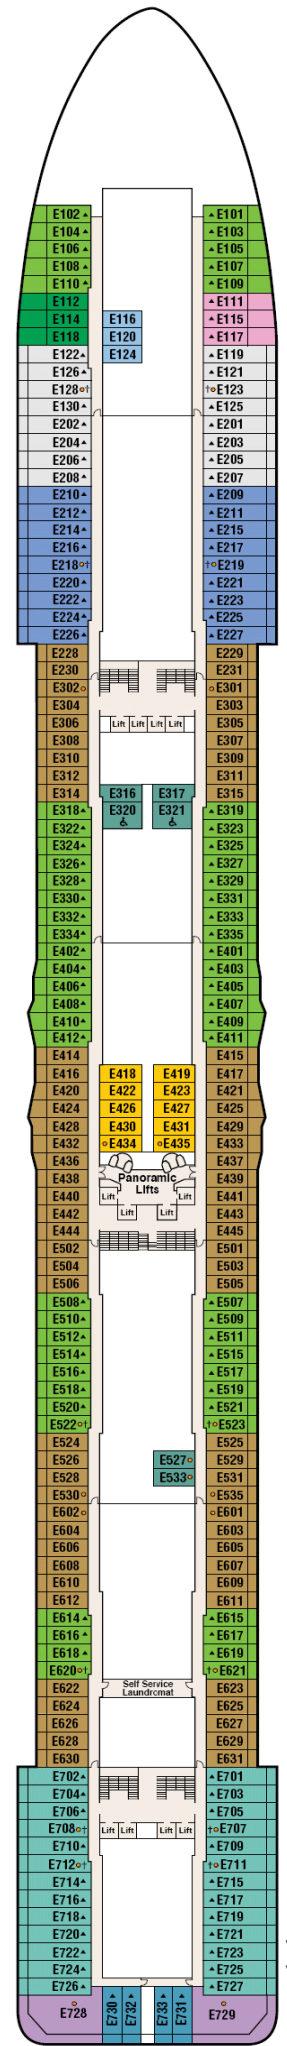 E102 E101
E104 E103
E106 E105
E108 E107
E110 E109
E112 E111
E114 E116 E115
E118 E120 E117
E122 E124 E119
E126 E121
E128 † † E123
E130 E125
E202 E201
E204 E203
E206 E205
E208 E207
E210 E209
E212 E211
E214 E215
E216 E217
E218 † † E219
E220 E221
E222 E223
E224 E225
E226 E227
E228 E229
E230 E231
E302 E301
E304 E303
E306 Lift Lift Lift Lift E305
E308 E307
E310 E309
E312 E311
E314 E316 E317 E315
E318 E320 E321 E319
E322 E323
E324 E325
E326 E327
E328 E329
E330 E331
E332 E333
E334 E335
E402 E401
E404 E403
E406 E405
E408 E407
E410 E409
E412 E411
E414 E415
E416 E418 E419 E417
E420 E422 E423 E421
E424 E426 E427 E425
E428 E430 E431 E429
E432 E434 E435 E433
E436 E437
E438 Panoramic Lifts E439
E440 Lift Lift E441
E442 Lift Lift E443
E444 E445
E502 E501
E504 E503
E506 E505
E508 E507
E510 E509
E512 E511
E514 E515
E516 E517
E518 E519
E520 E521
E522 † † E523
E524 E525
E526 E527 E529
E528 E533 E531
E530 E535
E602 E601
E604 E603
E606 E605
E608 E607
E610 E609
E612 E611
E614 E615
E616 E617
E618 E619
E620 † † E621
E622 Self Service Laundromat E623
E624 E625
E626 E627
E628 E629
E630 E631
E702 E701
E704 E703
E706 E705
E708 † Lift Lift Lift Lift † E707
E710 E709
E712 † † E711
E714 E715
E716 E717
E718 E719
E720 E721
E722 E723
E724 E725
E726 E727
E728 E730 E732 E733 E731 E729